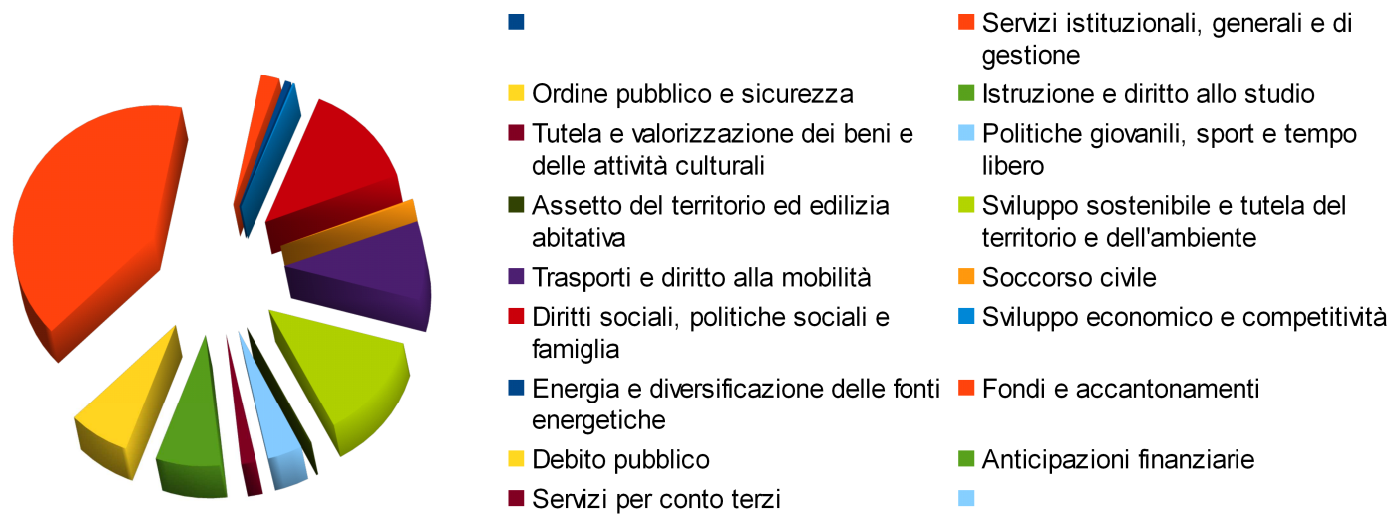 Servizi istituzionali, generali e di
gestione
Ordine pubblico e sicurezza
Istruzione e diritto allo studio
Tutela e valorizzazione dei beni e
delle attività culturali
Politiche giovanili, sport e tempo
libero
Assetto del territorio ed edilizia
abitativa
Sviluppo sostenibile e tutela del
territorio e dell'ambiente
Trasporti e diritto alla mobilità
Soccorso civile
Diritti sociali, politiche sociali e
famiglia
Sviluppo economico e competitività
Energia e diversificazione delle fonti
energetiche
Fondi e accantonamenti
Debito pubblico
Anticipazioni finanziarie
Servizi per conto terzi